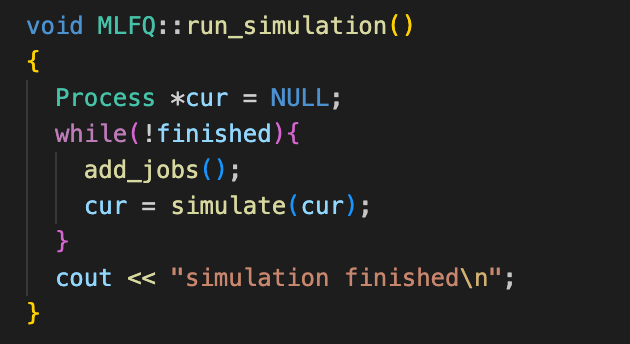 void MLFQ::run_simulation()
{
  Process *cur = NULL;
  while(!finished){
    add_jobs();
    cur = simulate(cur);
  }
  cout << "simulation finished\n";
}